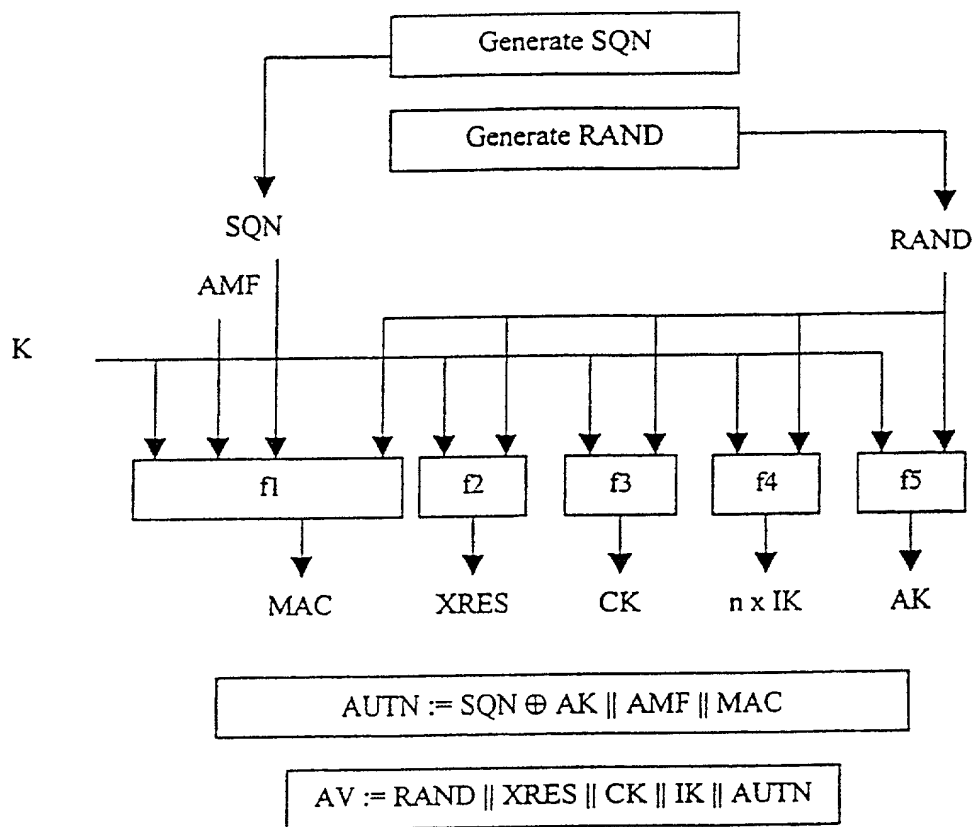 Generate SQN
Generate RAND
SQN
RAND
AMF
K
f1
f2
f3
f4
f5
MAC
XRES
CK
n x IK
AK
AUTN := SQN ⊕ AK || AMF || MAC
AV := RAND || XRES || CK || IK || AUTN